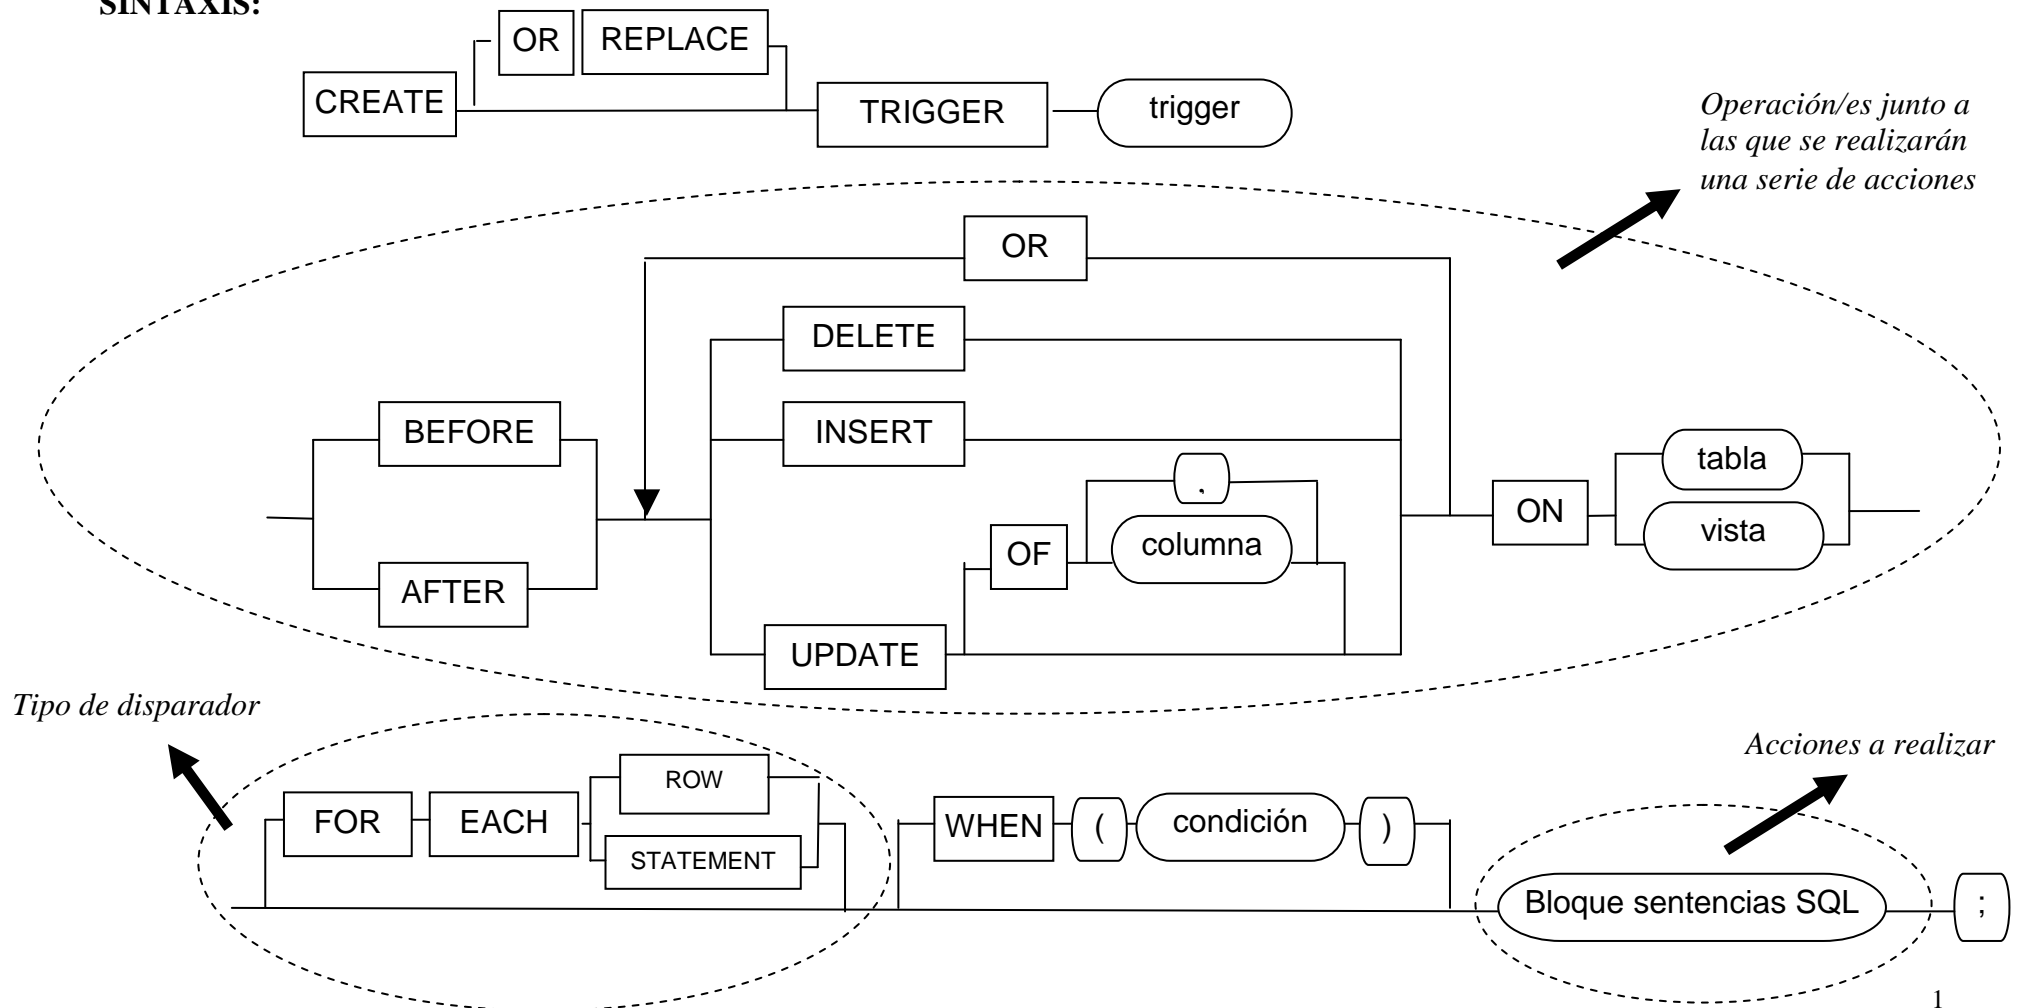 SINTAXIS:
OR REPLACE
CREATE TRIGGER trigger
Operación/es junto a
las que se realizarán
una serie de acciones
OR
DELETE
BEFORE INSERT
,
tabla
ON
OF columna
vista
AFTER
UPDATE
Tipo de disparador
Acciones a realizar
ROW
FOR EACH
STATEMENT
WHEN ( condición )
Bloque sentencias SQL ;
1